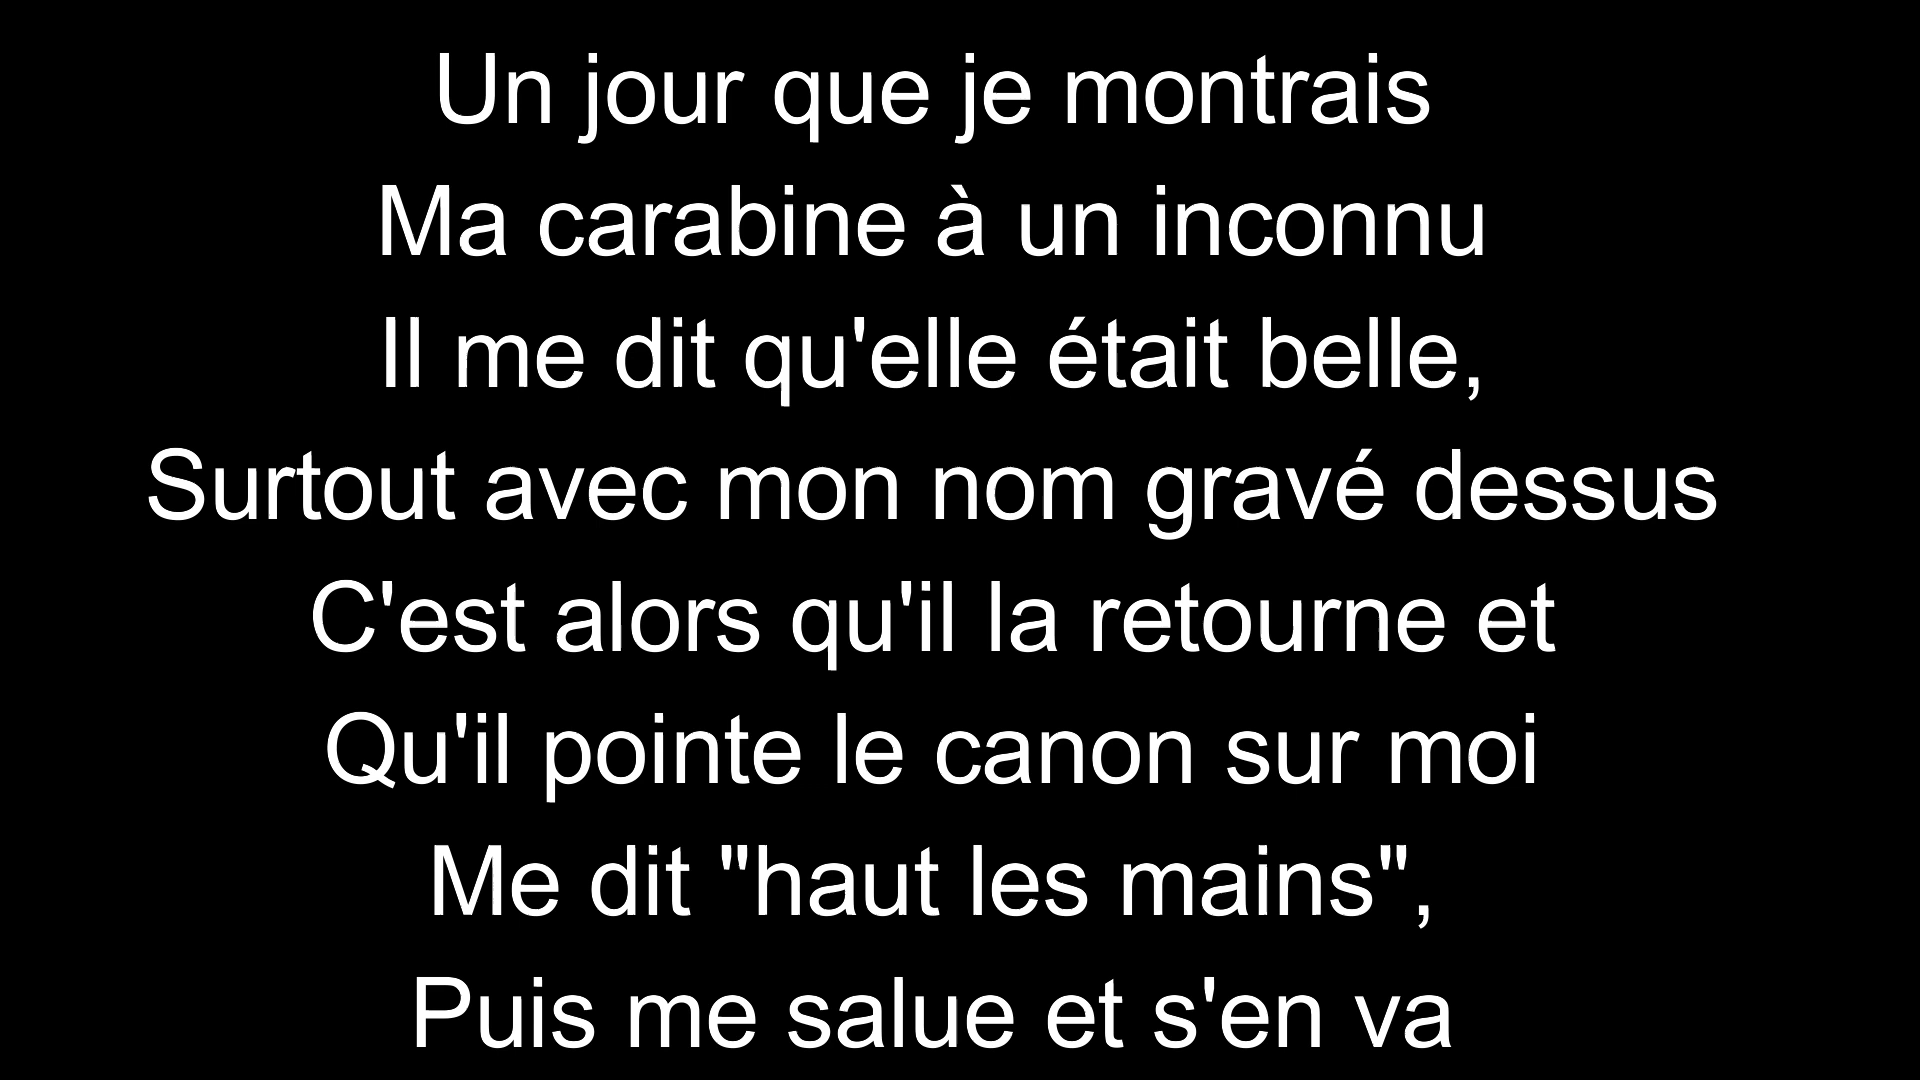 Un jour que je montrais
Ma carabine à un inconnu
Il me dit qu'elle était belle,
Surtout avec mon nom gravé dessus
C'est alors qu'il la retourne et
Qu'il pointe le canon sur moi
Me dit "haut les mains",
Puis me salue et s'en va